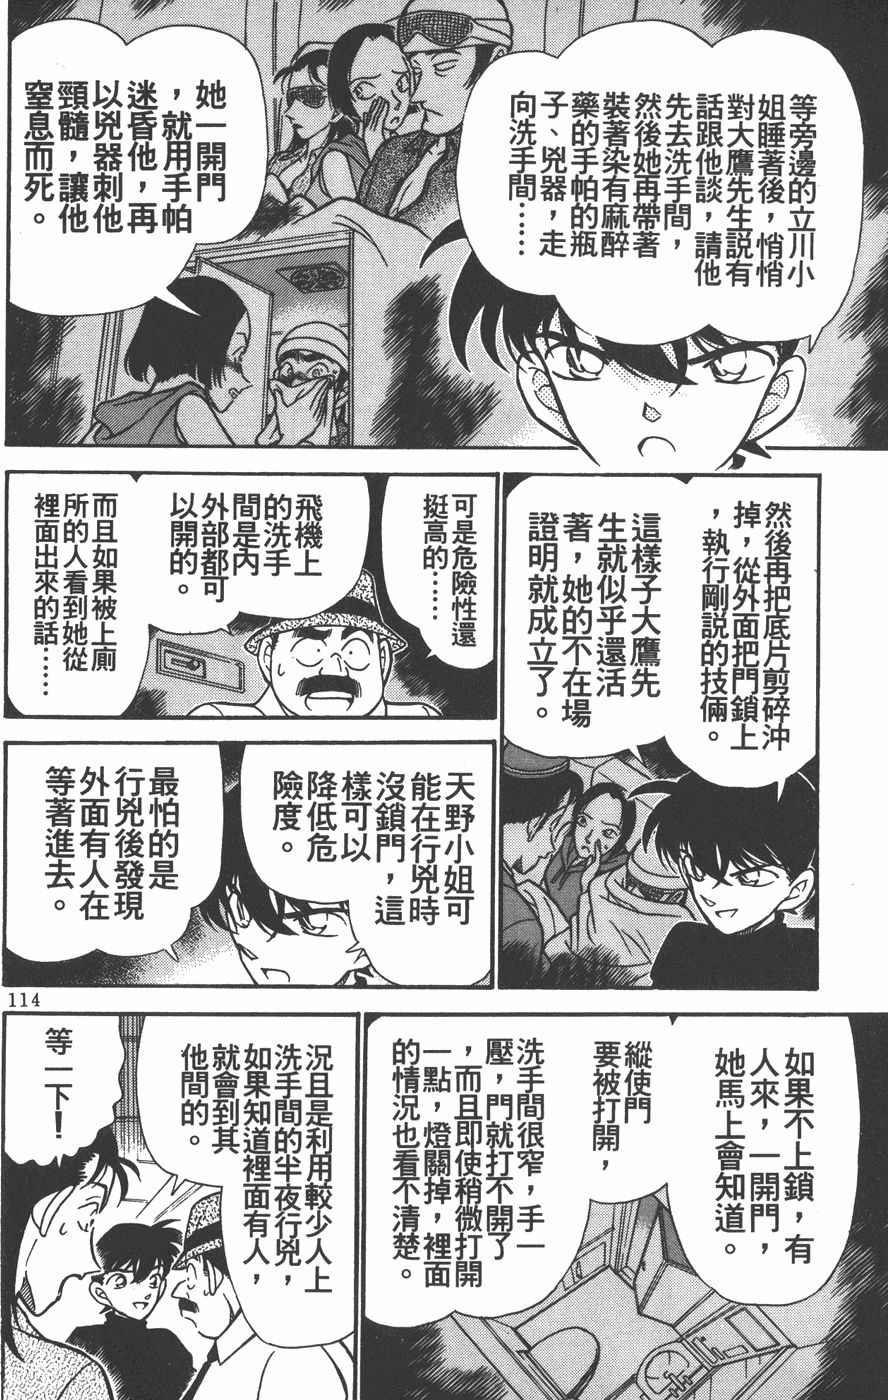 等旁邊的立川小
姐睡著後，悄悄
對大鷹先生説有
話跟他談，請他
先去洗手間，
然後她再帶著
裝著染有麻醉
藥的手帕的瓶
子、兇器，走
向洗手間……
她一開門
，就用手帕
迷昏他，再
以兇器刺他
頸髓，讓他
窒息而死。
然後再把底片剪碎沖
掉，從外面把門鎖上
，執行剛説的技倆。
這樣子大鷹先
生就似乎還活
著，她的不在場
證明就成立了。
可是危險性還
挺高的……
飛機上
的洗手
間是內
外部都可
以開的。
而且如果被上廁
所的人看到她從
裡面出來的話……
天野小姐可
能在行兇時
沒鎖門，這
樣可以
降低危
險度。
最怕的是
行兇後發現
外面有人在
等著進去。
114
如果不上鎖，有
人來，一開門，
她馬上會知道。
縱使門
要被打開，
洗手間很窄，手一
壓，門就打不開了
，而且即使稍微打開
一點，燈關掉，裡面
的情況也看不清楚。
況且是利用較少人上
洗手間的半夜行兇，
如果知道裡面有人，
就會到其
他間的。
等一下！